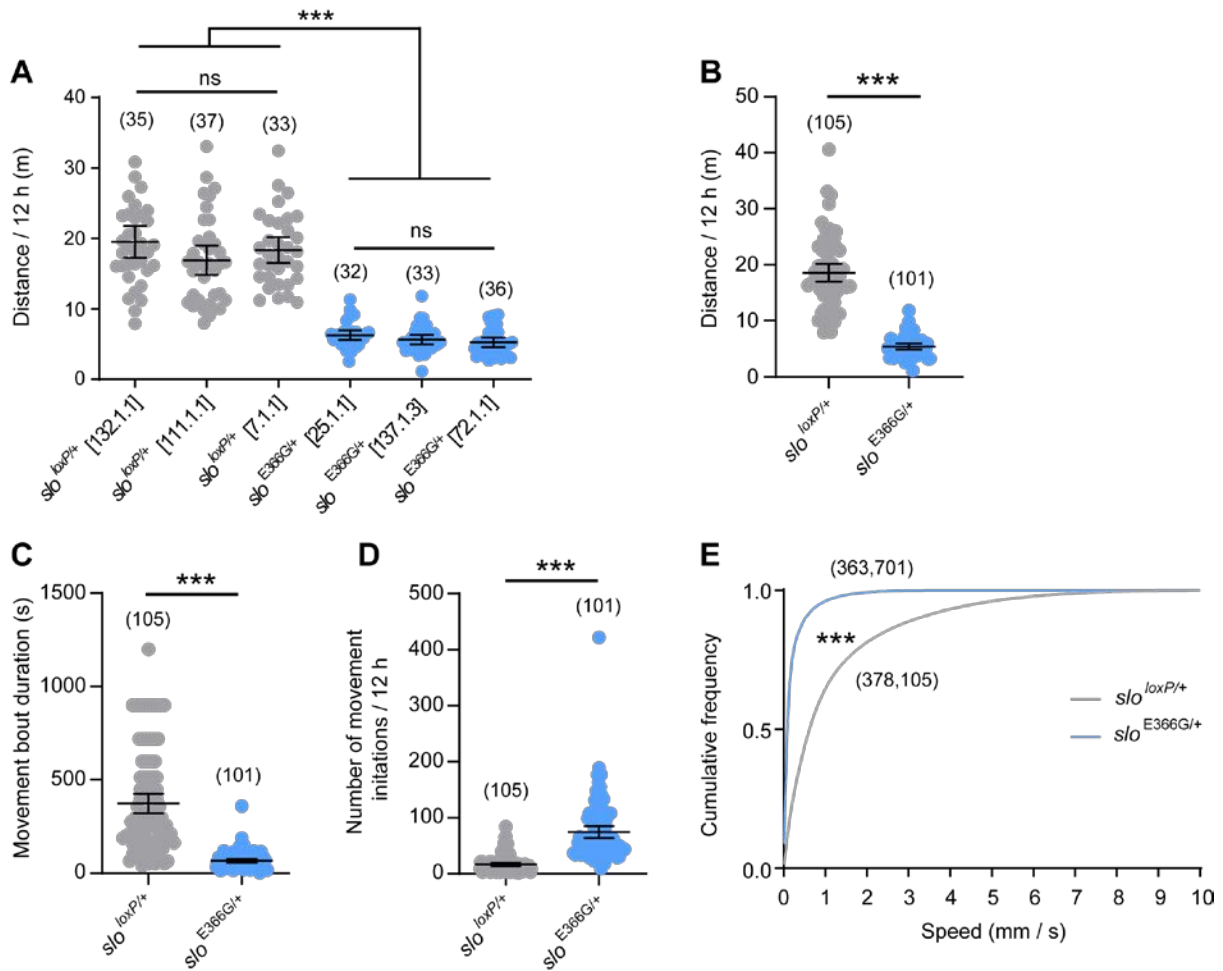 ***
A
ns
40
30
20
10
0
Distance / 12 h (m)
(35)
(37)
(33)
ns
(32)
(33)
(36)
slo loxP/+ [132.1.1]
slo loxP/+ [111.1.1]
slo loxP/+ [7.1.1]
slo E366G/+ [25.1.1]
slo E366G/+ [137.1.3]
slo E366G/+ [72.1.1]
B
***
50
40
30
20
10
0
Distance / 12 h (m)
(105)
(101)
slo loxP/+
slo E366G/+
C
***
1500
1000
500
0
Movement bout duration (s)
(105)
(101)
slo loxP/+
slo E366G/+
D
***
500
400
300
200
100
0
Number of movement
initations / 12 h
(105)
(101)
slo loxP/+
slo E366G/+
E
(363,701)
1.0
0.5
0.0
Cumulative frequency
***
(378,105)
slo loxP/+
slo E366G/+
0 1 2 3 4 5 6 7 8 9 10
Speed (mm / s)